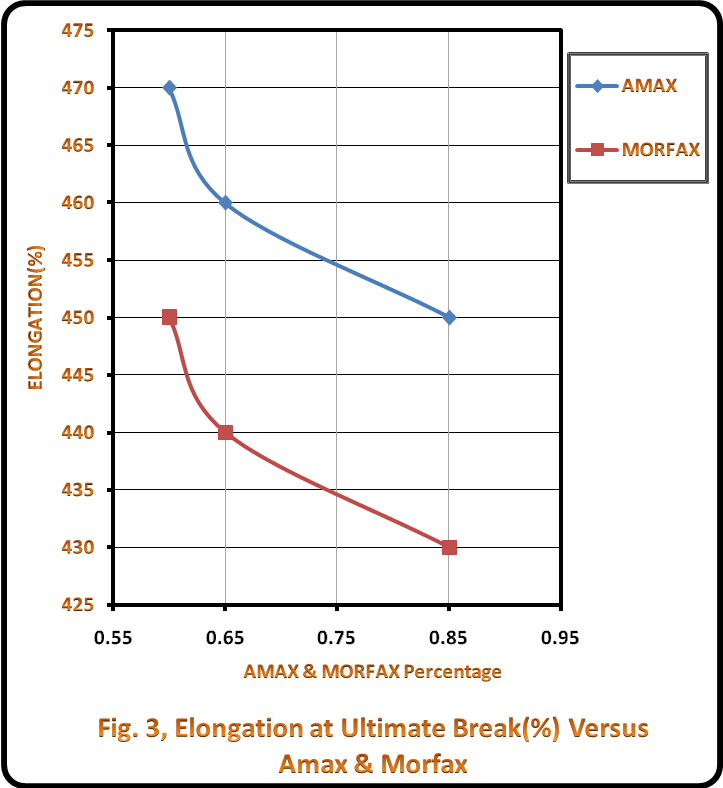 475
470
465
460
455
450
445
440
435
430
425
ELONGATION(%)
0.55 0.65 0.75 0.85 0.95
AMAX & MORFAX Percentage
AMAX
MORFAX
Fig. 3, Elongation at Ultimate Break(%) Versus
Amax & Morfax